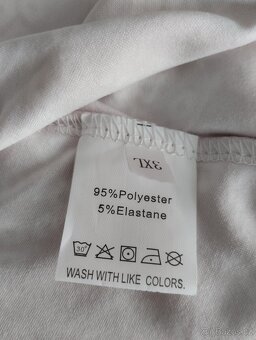 3XL
95%Polyester
5%Elastane
30°
WASH WITH LIKE COLORS.